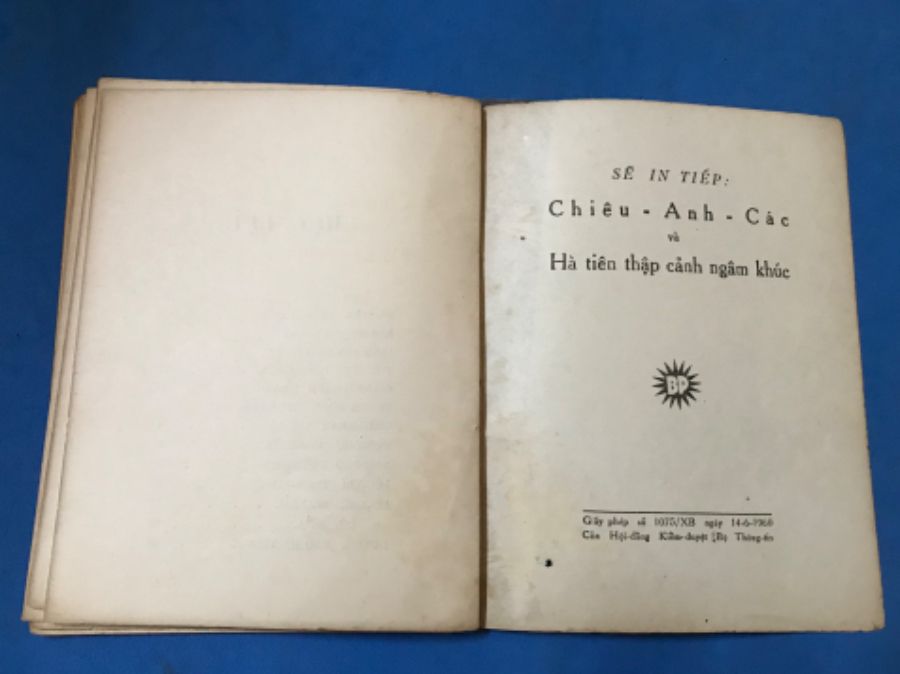 SẼ IN TIẾP:
Chiêu - Anh - Các
và
Hà tiên thập cảnh ngâm khúc
BP
Giấy phép số 1075/XB ngày 14-6-1960
Của Hội-đồng Kiểm-duyệt Bộ Thông-tin